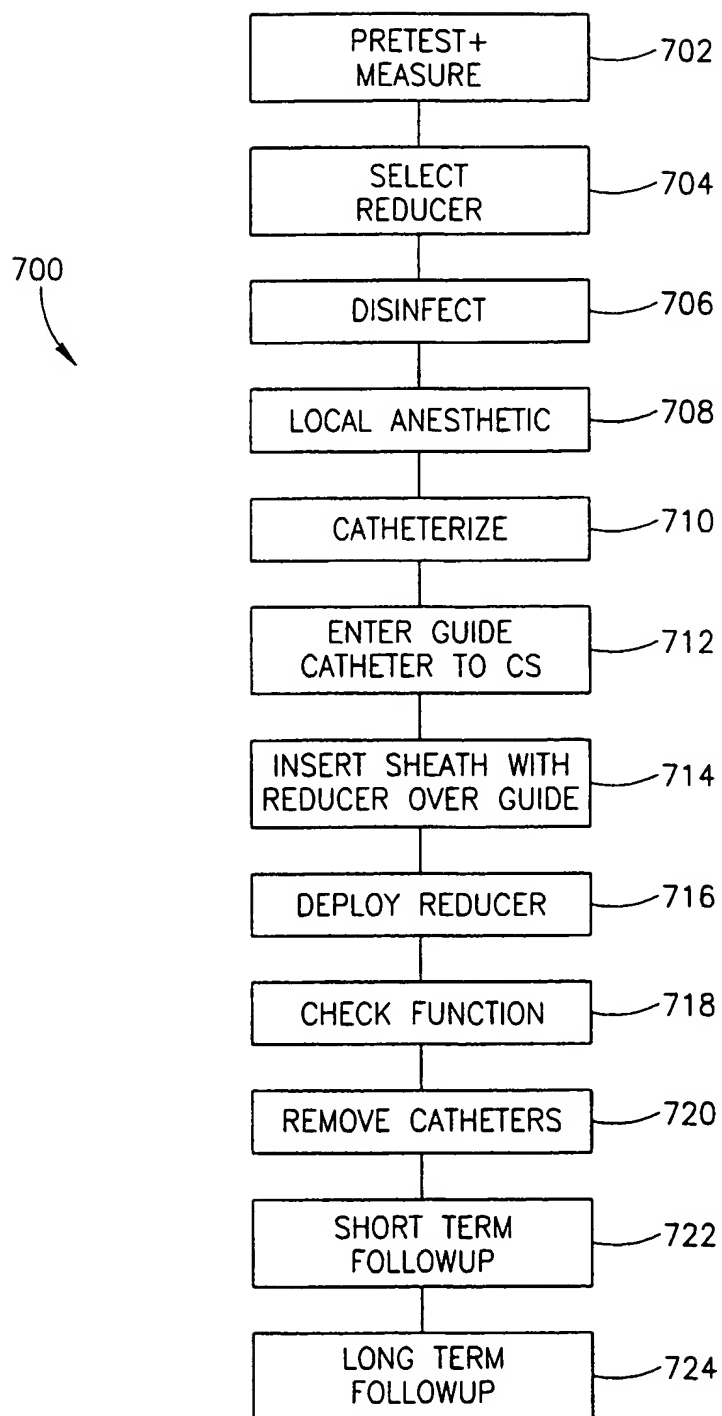 PRETEST+
MEASURE
702
SELECT
REDUCER
704
700
DISINFECT
706
LOCAL ANESTHETIC
708
CATHETERIZE
710
ENTER GUIDE
CATHETER TO CS
712
INSERT SHEATH WITH
REDUCER OVER GUIDE
714
DEPLOY REDUCER
716
CHECK FUNCTION
718
REMOVE CATHETERS
720
SHORT TERM
FOLLOWUP
722
LONG TERM
FOLLOWUP
724